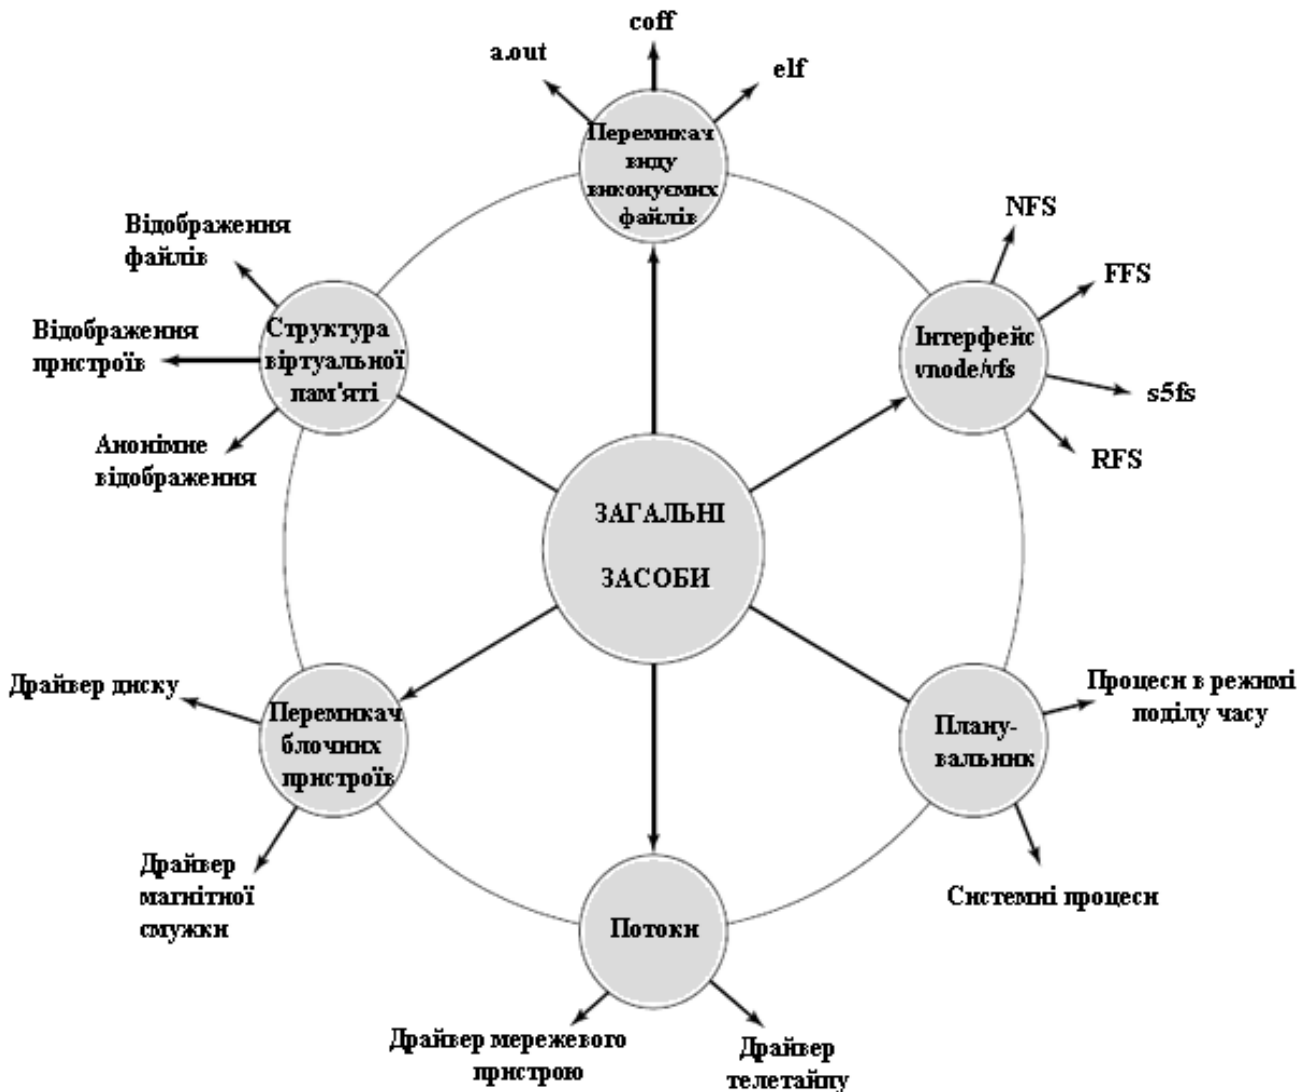 coff
a.out
elf
Перемикач
виду
виконуємих
файлів
NFS
FFS
s5fs
RFS
Інтерфейс
vnode/vfs
Відображення
файлів
Відображення
пристроїв
Анонімне
відображення
Структура
віртуальної
пам'яті
ЗАГАЛЬНІ
ЗАСОБИ
Драйвер диску
Перемикач
блочних
пристроїв
Драйвер
магнітної
смужки
Плану-
вальник
Процеси в режимі
поділу часу
Системні процеси
Потоки
Драйвер мережевого
пристрою
Драйвер
телетайпу